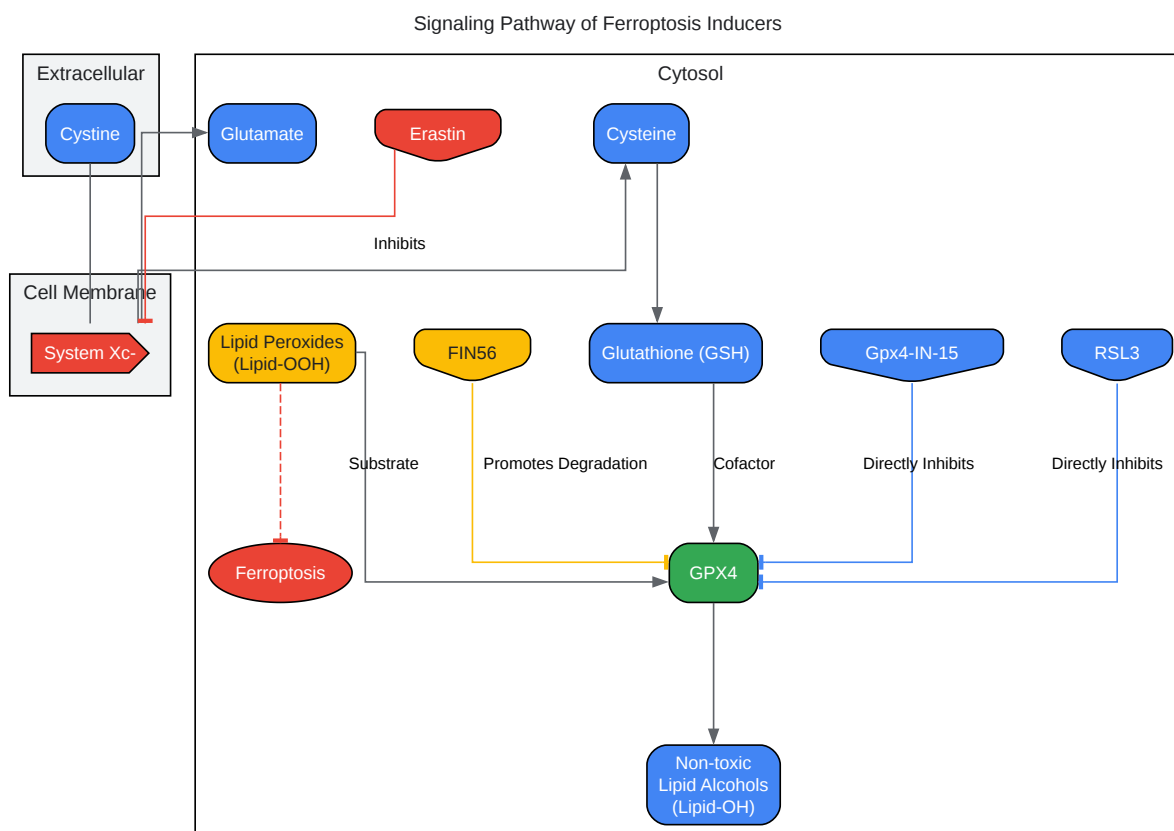 Signaling Pathway of Ferroptosis Inducers
Extracellular
Cytosol
Cystine
Glutamate
Erastin
Cysteine
Inhibits
Cell Membrane
System Xc-
Lipid Peroxides
(Lipid-OOH)
FIN56
Glutathione (GSH)
Gpx4-IN-15
RSL3
Substrate
Promotes Degradation
Cofactor
Directly Inhibits
Directly Inhibits
Ferroptosis
GPX4
Non-toxic
Lipid Alcohols
(Lipid-OH)